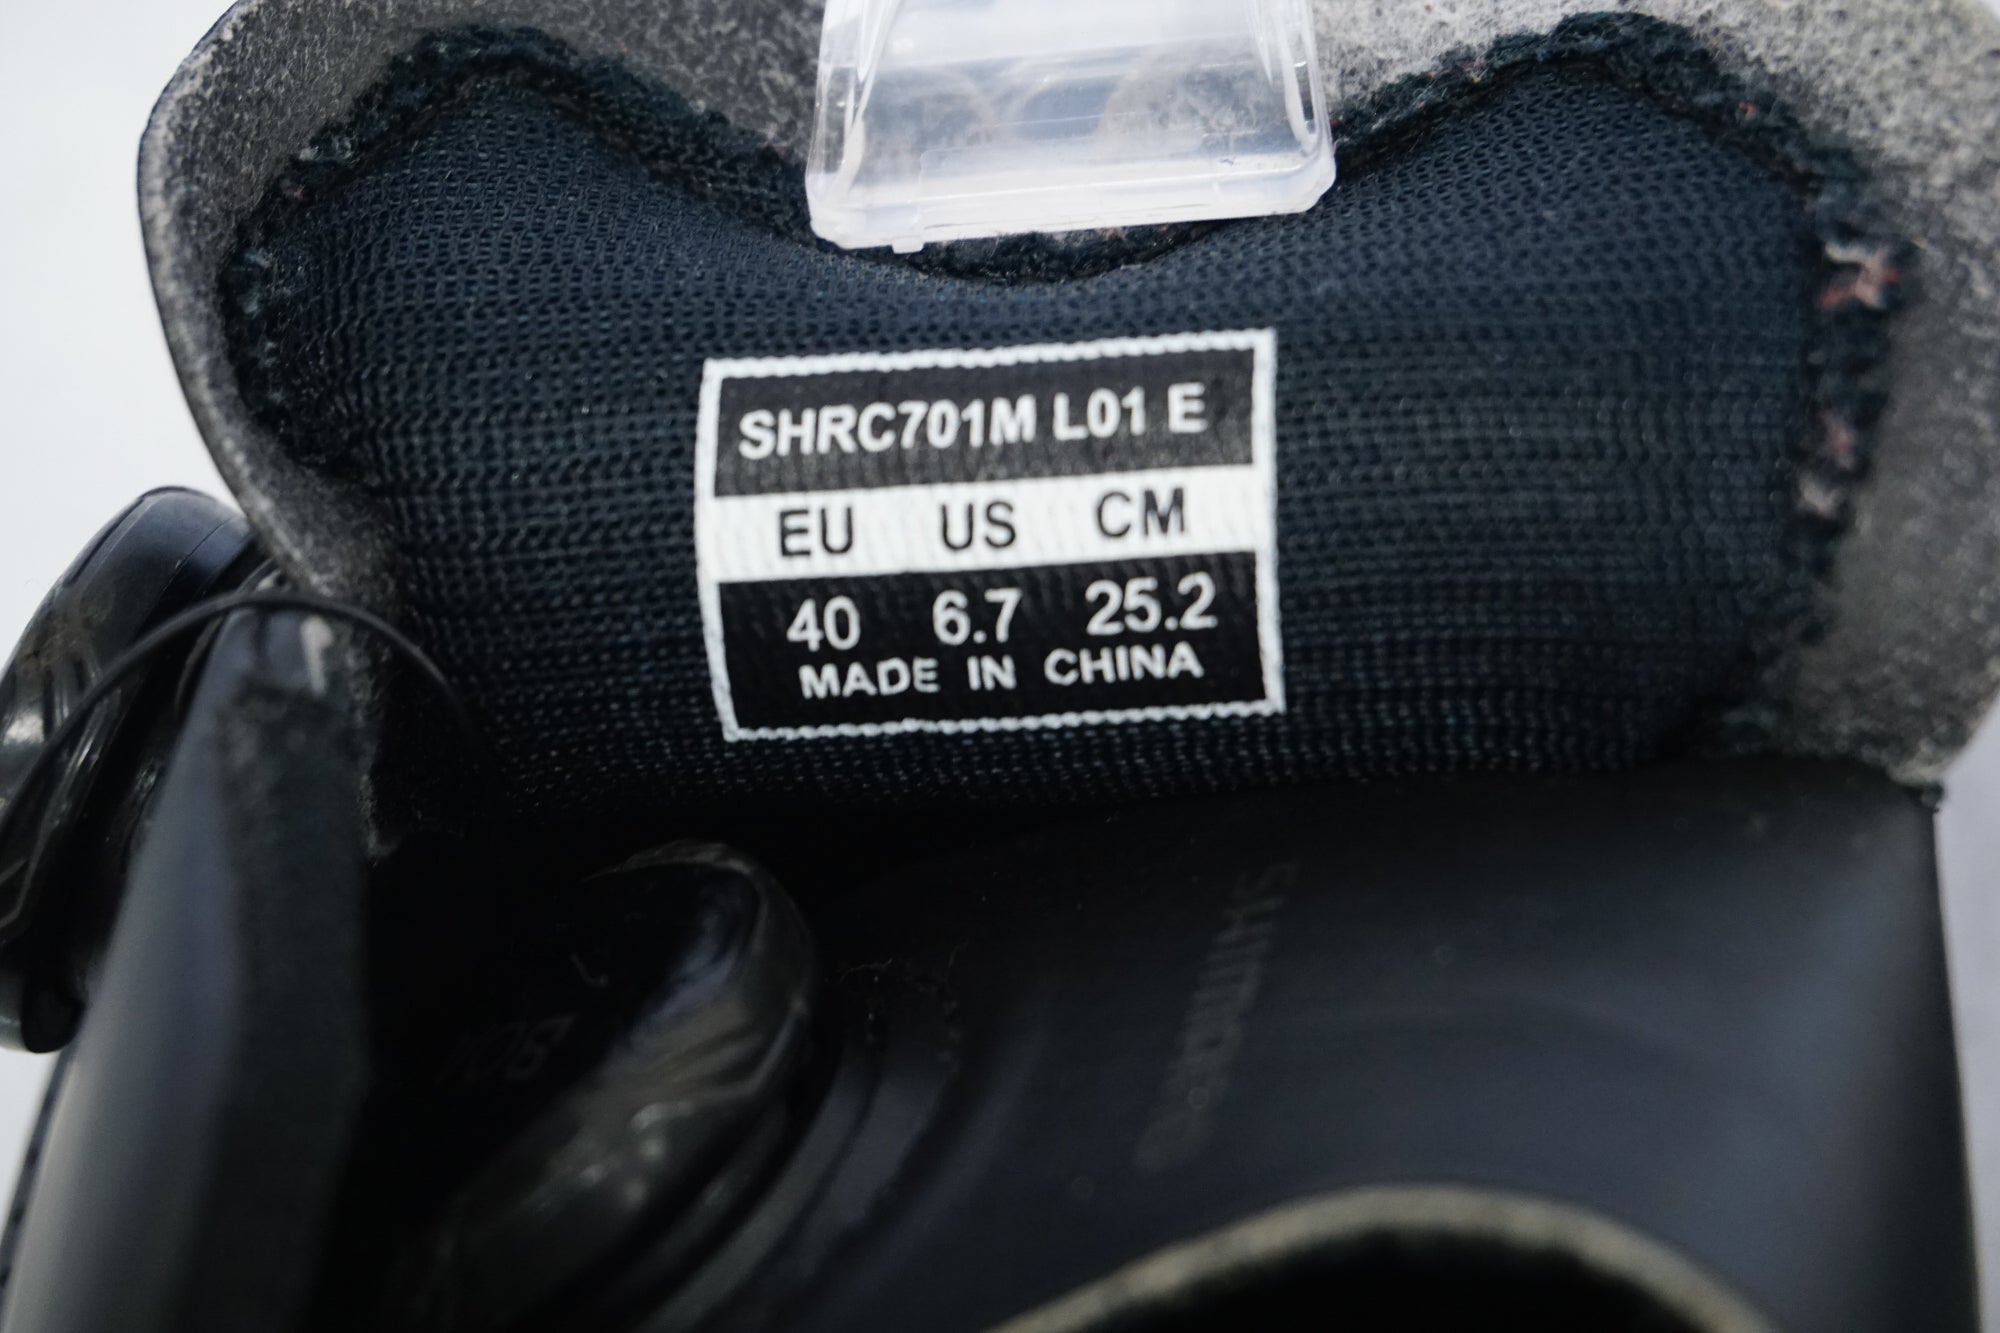 SHRC701M L01 E
EU US CM
40 6.7 25.2
MADE IN CHINA